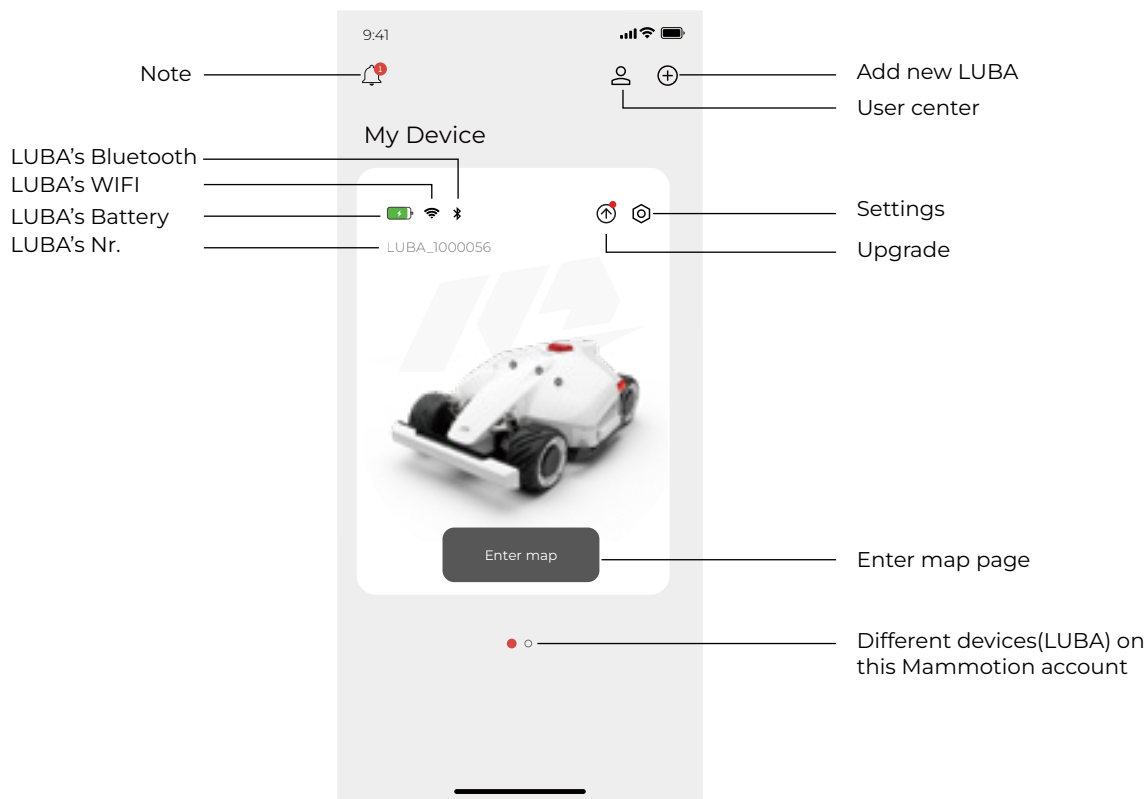 9:41
Note
1
Add new LUBA
User center
My Device
LUBA’s Bluetooth
LUBA’s WIFI
LUBA’s Battery
LUBA’s Nr.
Settings
Upgrade
LUBA_1000056
Enter map
Enter map page
Different devices(LUBA) on
this Mammotion account